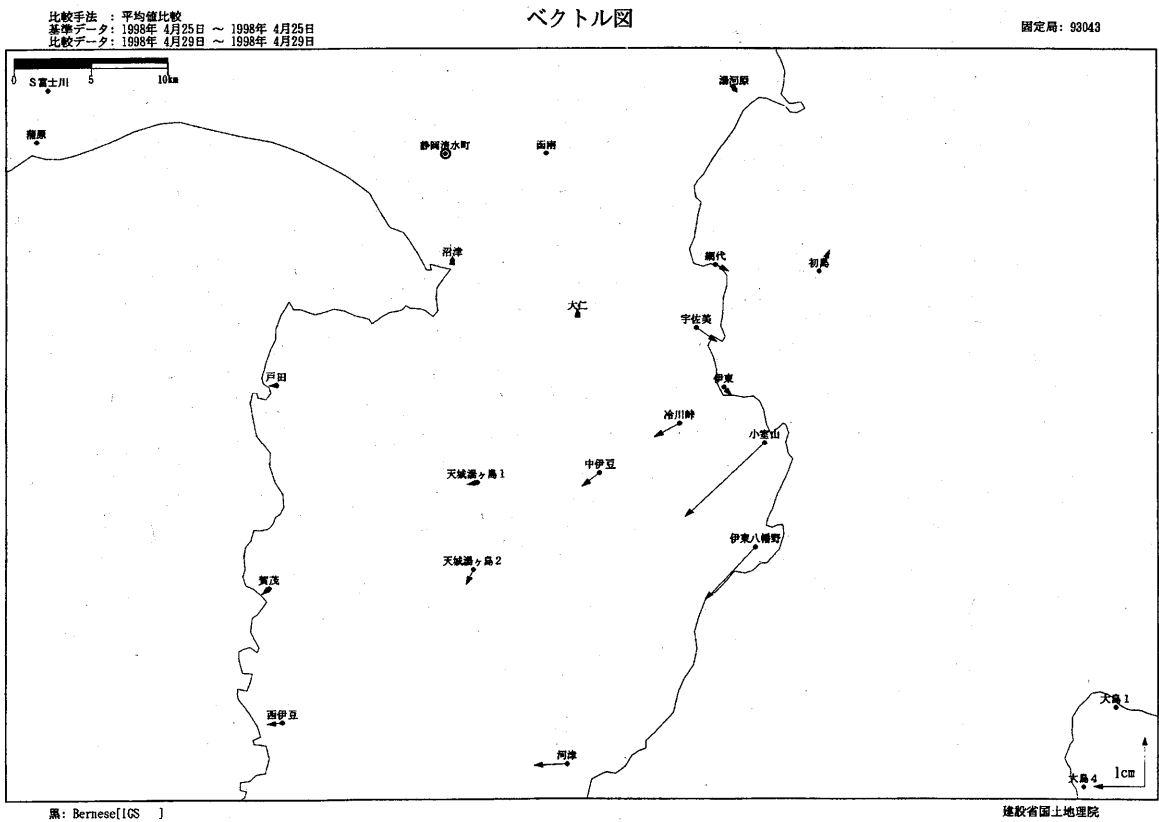 ベクトル図
比較手法 : 平均値比較
基準データ: 1998年 4月25日 ～ 1998年 4月25日
比較データ: 1998年 4月29日 ～ 1998年 4月29日
固定局: 93043
0 5 10km
S富士川
湯河原
蒲原
静岡清水町
函南
沼津
網代
初島
大仁
宇佐美
戸田
伊東
冷川峠
小室山
中伊豆
天城湯ヶ島1
伊東八幡野
天城湯ヶ島2
賀茂
西伊豆
大島1
河津
1cm
大島4
黒: Bernese[IGS ]
建設省国土地理院